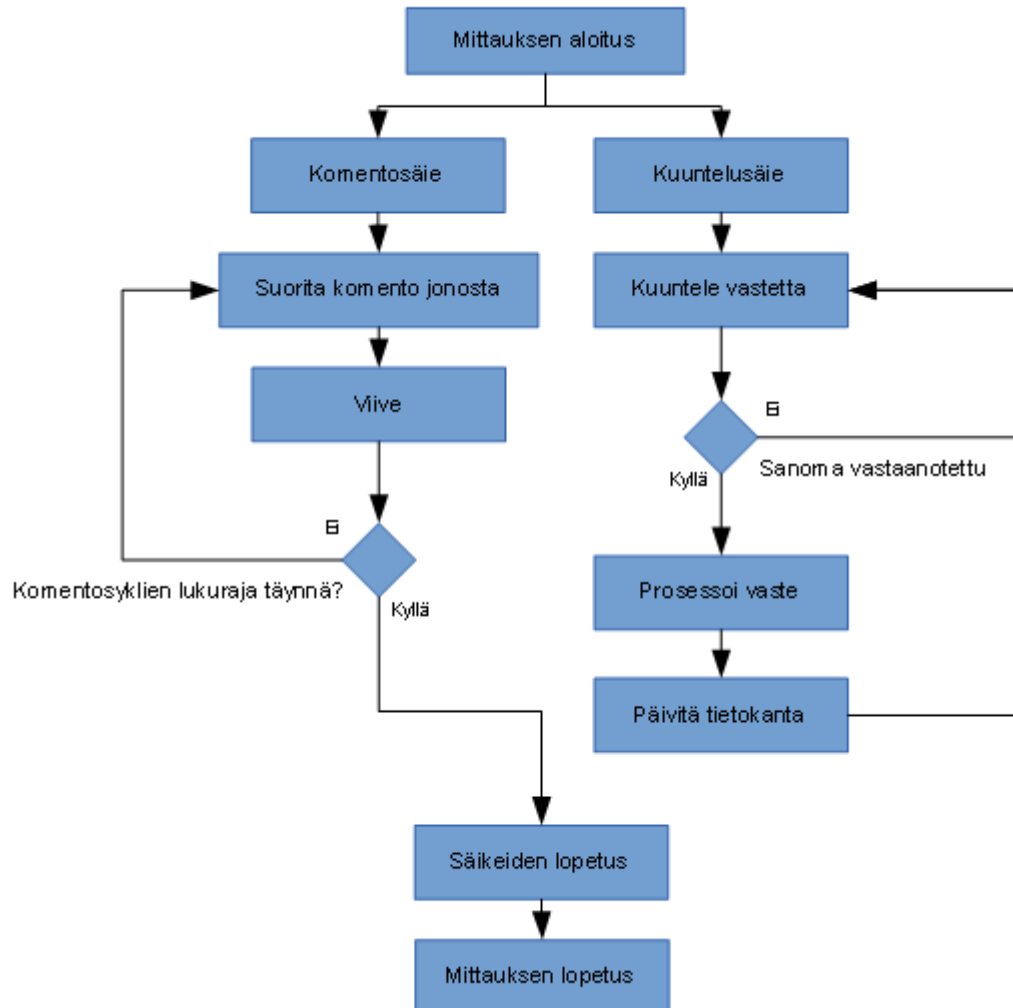 Mittauksen aloitus
Komentosäie
Kuuntelusäie
Suorita komento jonosta
Kuuntele vastetta
Viive
Ei
Sanoma vastaanotettu
Kyllä
Ei
Komentosyklien lukuraja täynnä?
Kyllä
Prosessoi vaste
Päivitä tietokanta
Säikeiden lopetus
Mittauksen lopetus